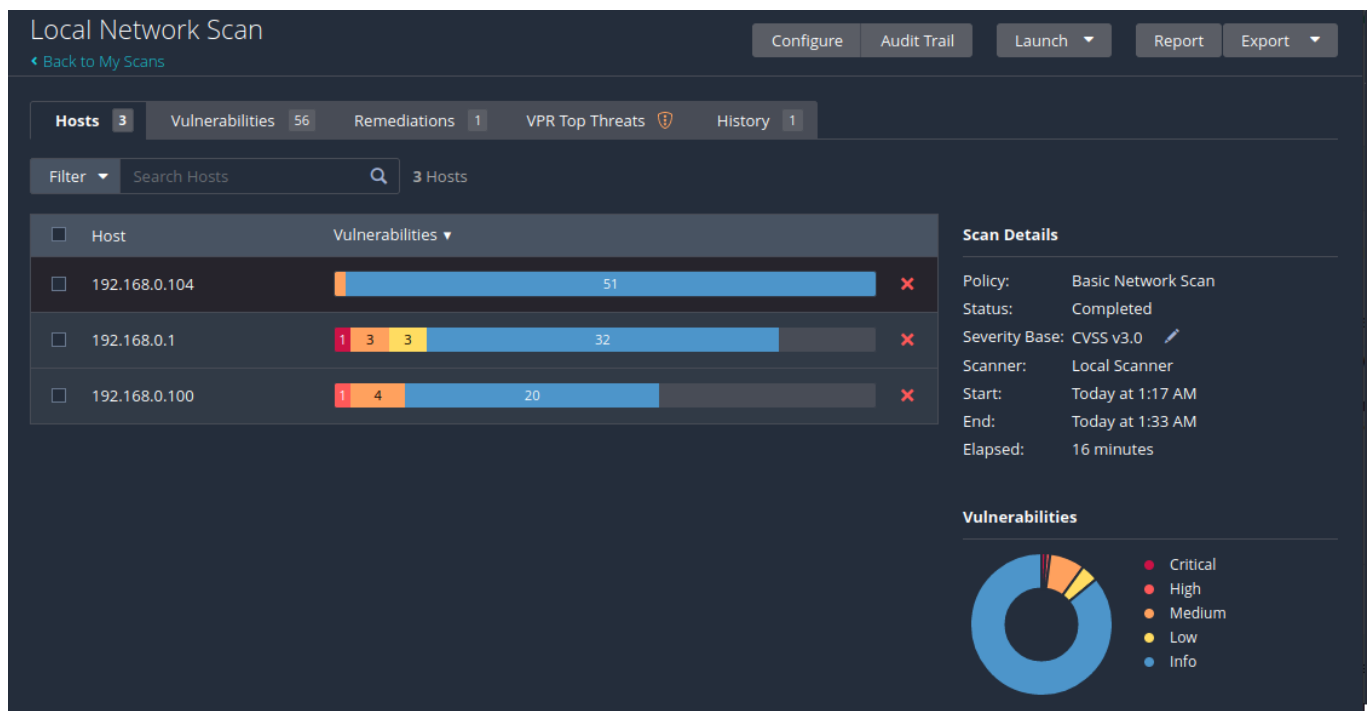 Local Network Scan
Back to My Scans
Configure Audit Trail Launch Report Export
Hosts 3 Vulnerabilities 56 Remediations 1 VPR Top Threats History 1
Filter Search Hosts 3 Hosts
Host Vulnerabilities
192.168.0.104 51
192.168.0.1 1 3 3 32
192.168.0.100 1 4 20
Scan Details
Policy: Basic Network Scan
Status: Completed
Severity Base: CVSS v3.0
Scanner: Local Scanner
Start: Today at 1:17 AM
End: Today at 1:33 AM
Elapsed: 16 minutes
Vulnerabilities
Critical
High
Medium
Low
Info